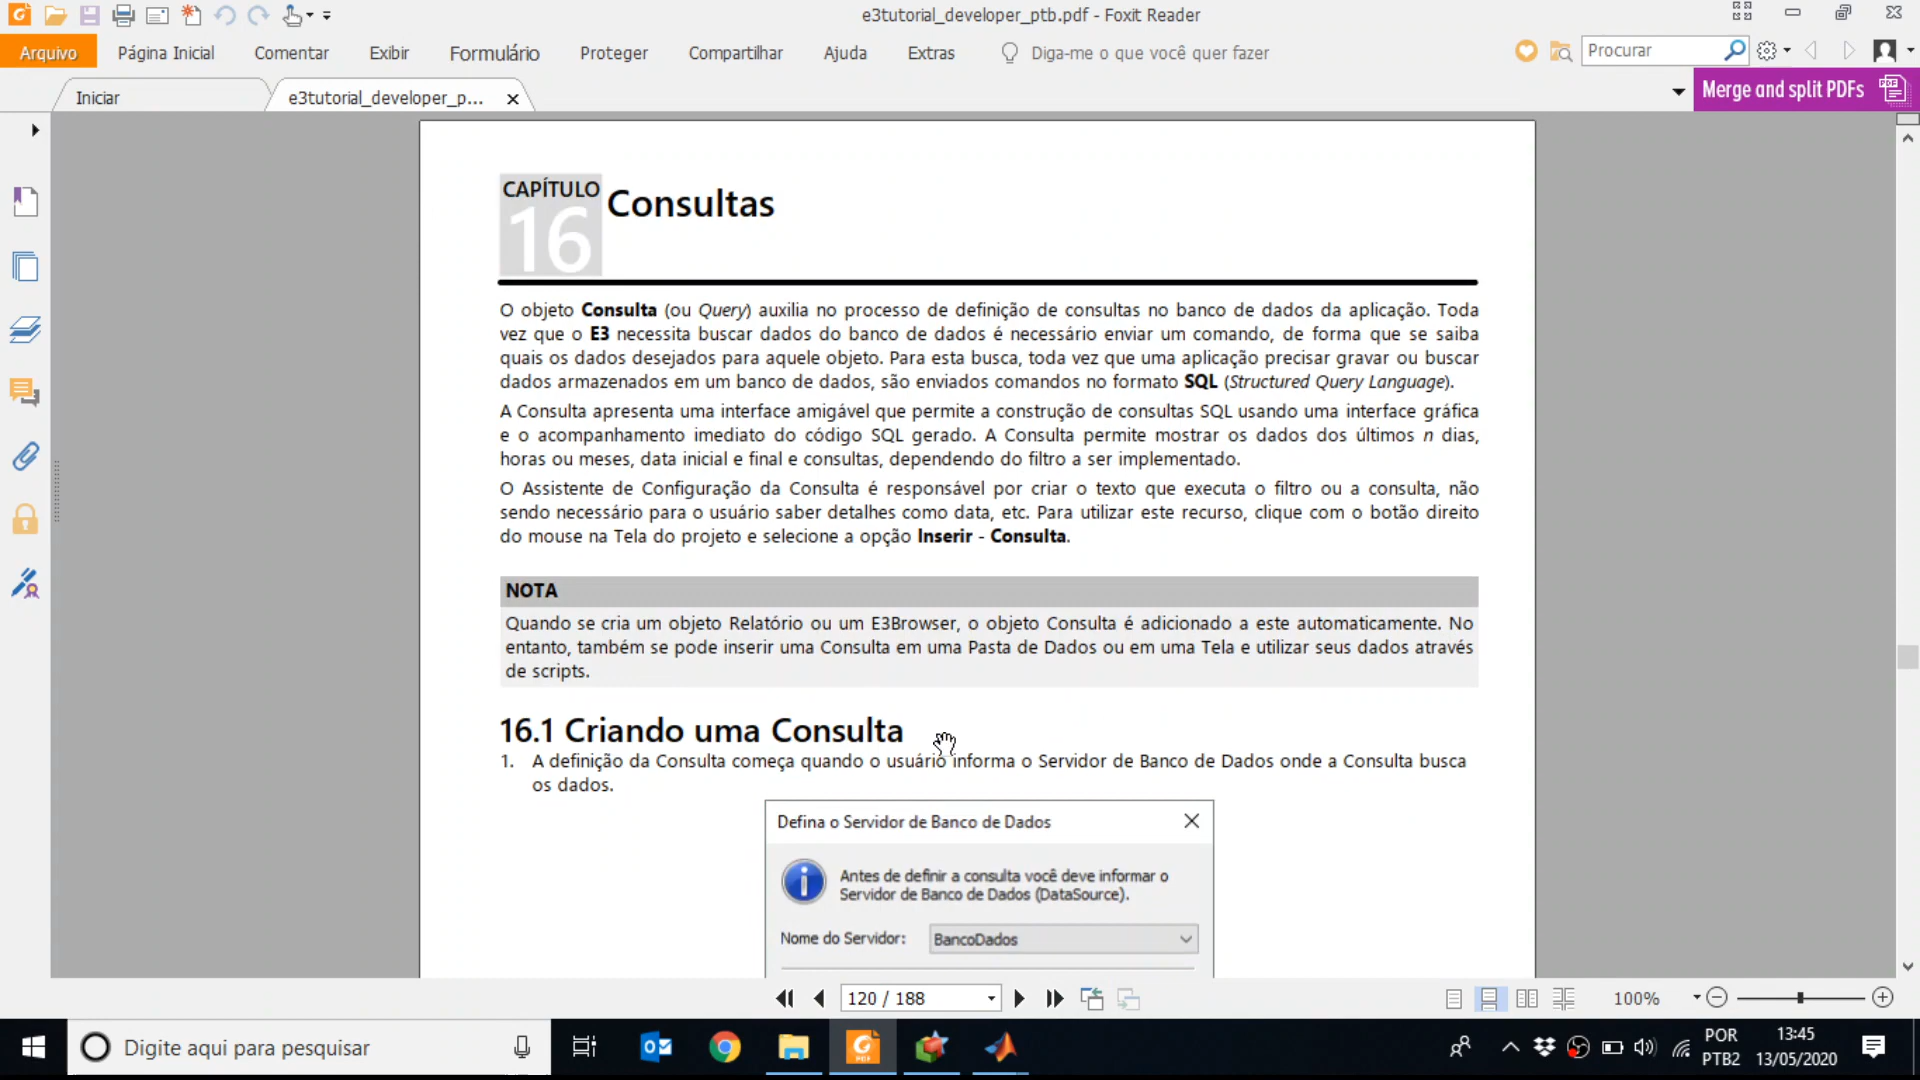 e3tutorial_developer_ptb.pdf - Foxit Reader
Arquivo Página Inicial Comentar Exibir Formulário Proteger Compartilhar Ajuda Extras Diga-me o que você quer fazer Procurar
Iniciar e3tutorial_developer_p... Merge and split PDFs
CAPÍTULO
16
Consultas
O objeto Consulta (ou Query) auxilia no processo de definição de consultas no banco de dados da aplicação. Toda
vez que o E3 necessita buscar dados do banco de dados é necessário enviar um comando, de forma que se saiba
quais os dados desejados para aquele objeto. Para esta busca, toda vez que uma aplicação precisar gravar ou buscar
dados armazenados em um banco de dados, são enviados comandos no formato SQL (Structured Query Language).
A Consulta apresenta uma interface amigável que permite a construção de consultas SQL usando uma interface gráfica
e o acompanhamento imediato do código SQL gerado. A Consulta permite mostrar os dados dos últimos n dias,
horas ou meses, data inicial e final e consultas, dependendo do filtro a ser implementado.
O Assistente de Configuração da Consulta é responsável por criar o texto que executa o filtro ou a consulta, não
sendo necessário para o usuário saber detalhes como data, etc. Para utilizar este recurso, clique com o botão direito
do mouse na Tela do projeto e selecione a opção Inserir - Consulta.
NOTA
Quando se cria um objeto Relatório ou um E3Browser, o objeto Consulta é adicionado a este automaticamente. No
entanto, também se pode inserir uma Consulta em uma Pasta de Dados ou em uma Tela e utilizar seus dados através
de scripts.
16.1 Criando uma Consulta
1. A definição da Consulta começa quando o usuário informa o Servidor de Banco de Dados onde a Consulta busca
os dados.
Defina o Servidor de Banco de Dados
Antes de definir a consulta você deve informar o
Servidor de Banco de Dados (DataSource).
Nome do Servidor: BancoDados
120 / 188 100%
Digite aqui para pesquisar
POR 13:45
PTB2 13/05/2020